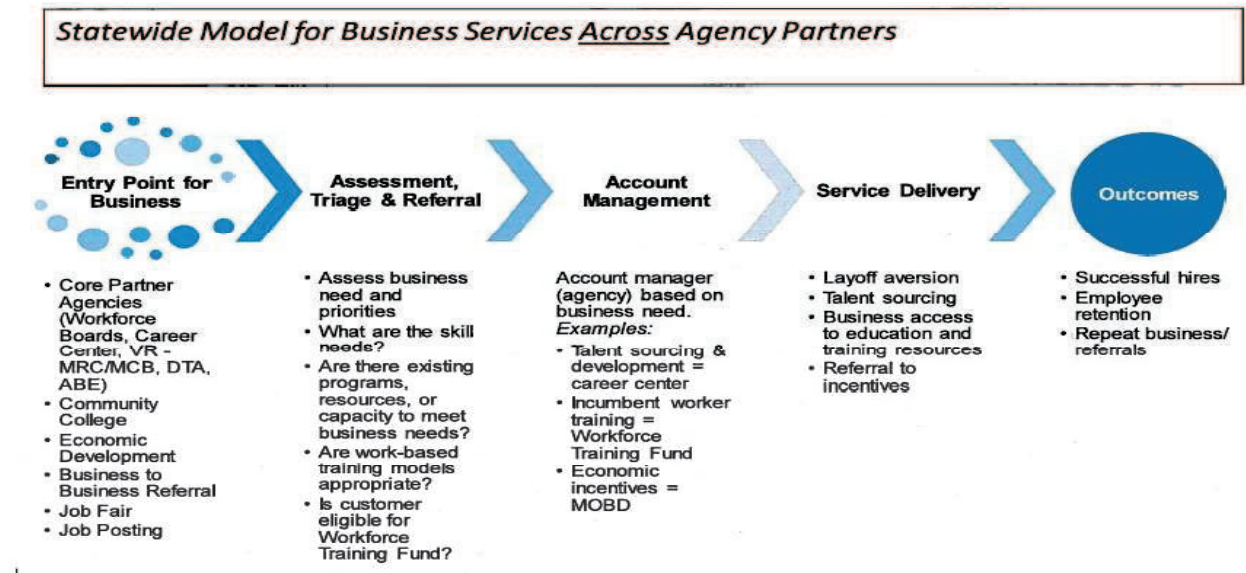 Statewide Model for Business Services Across Agency Partners
Entry Point for
Business
• Core Partner
Agencies
(Workforce
Boards, Career
Center, VR -
MRC/MCB, DTA,
ABE)
• Community
College
• Economic
Development
• Business to
Business Referral
• Job Fair
• Job Posting
Assessment,
Triage & Referral
• Assess business
need and
priorities
• What are the skill
needs?
• Are there existing
programs,
resources, or
capacity to meet
business needs?
• Are work-based
training models
appropriate?
• Is customer
eligible for
Workforce
Training Fund?
Account
Management
Account manager
(agency) based on
business need.
Examples:
• Talent sourcing &
development =
career center
• Incumbent worker
training =
Workforce
Training Fund
• Economic
incentives =
MOBD
Service Delivery
• Layoff aversion
• Talent sourcing
• Business access
to education and
training resources
• Referral to
incentives
Outcomes
• Successful hires
• Employee
retention
• Repeat business/
referrals